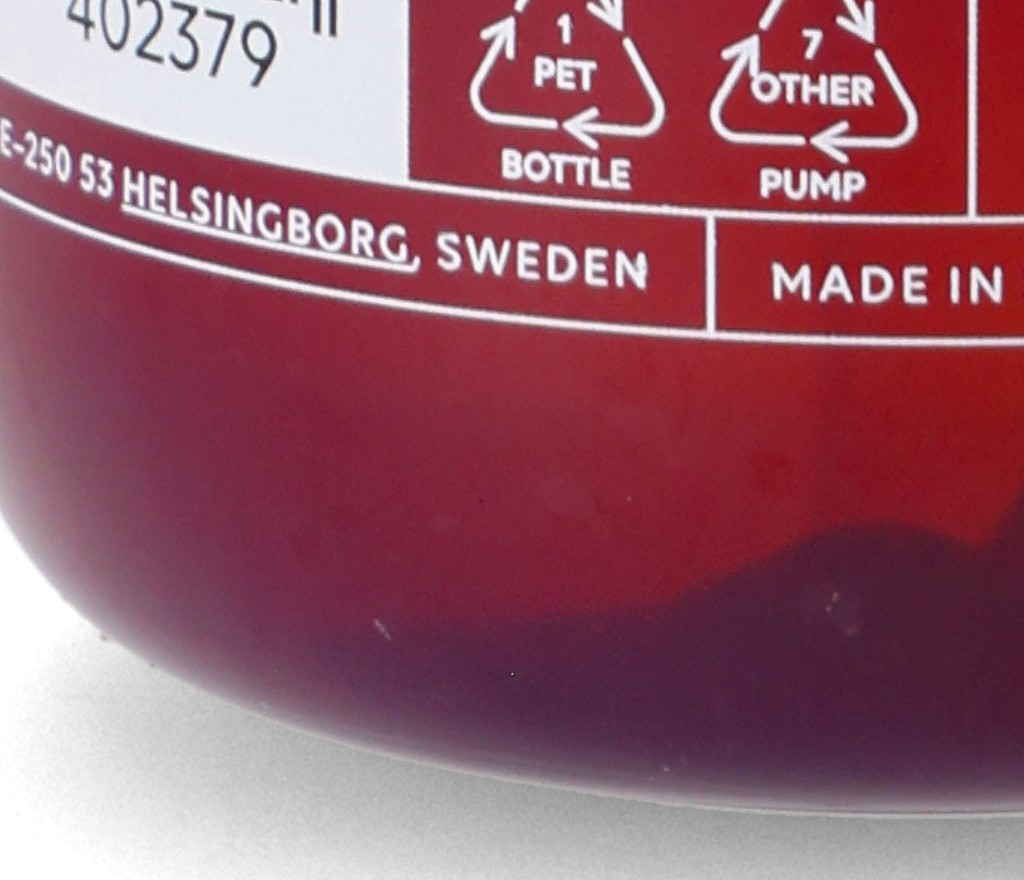 402379
1
PET
BOTTLE
7
OTHER
PUMP
E-250 53 HELSINGBORG, SWEDEN
MADE IN